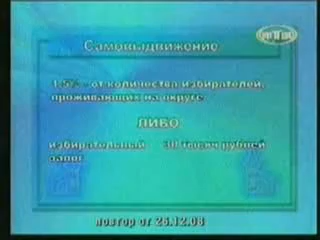 Самовыдвижение
1,5% - от количества избирателей,
проживающих на округе
ЛИБО
избирательный 30 тысяч рублей
залог
повтор от 26.12.08